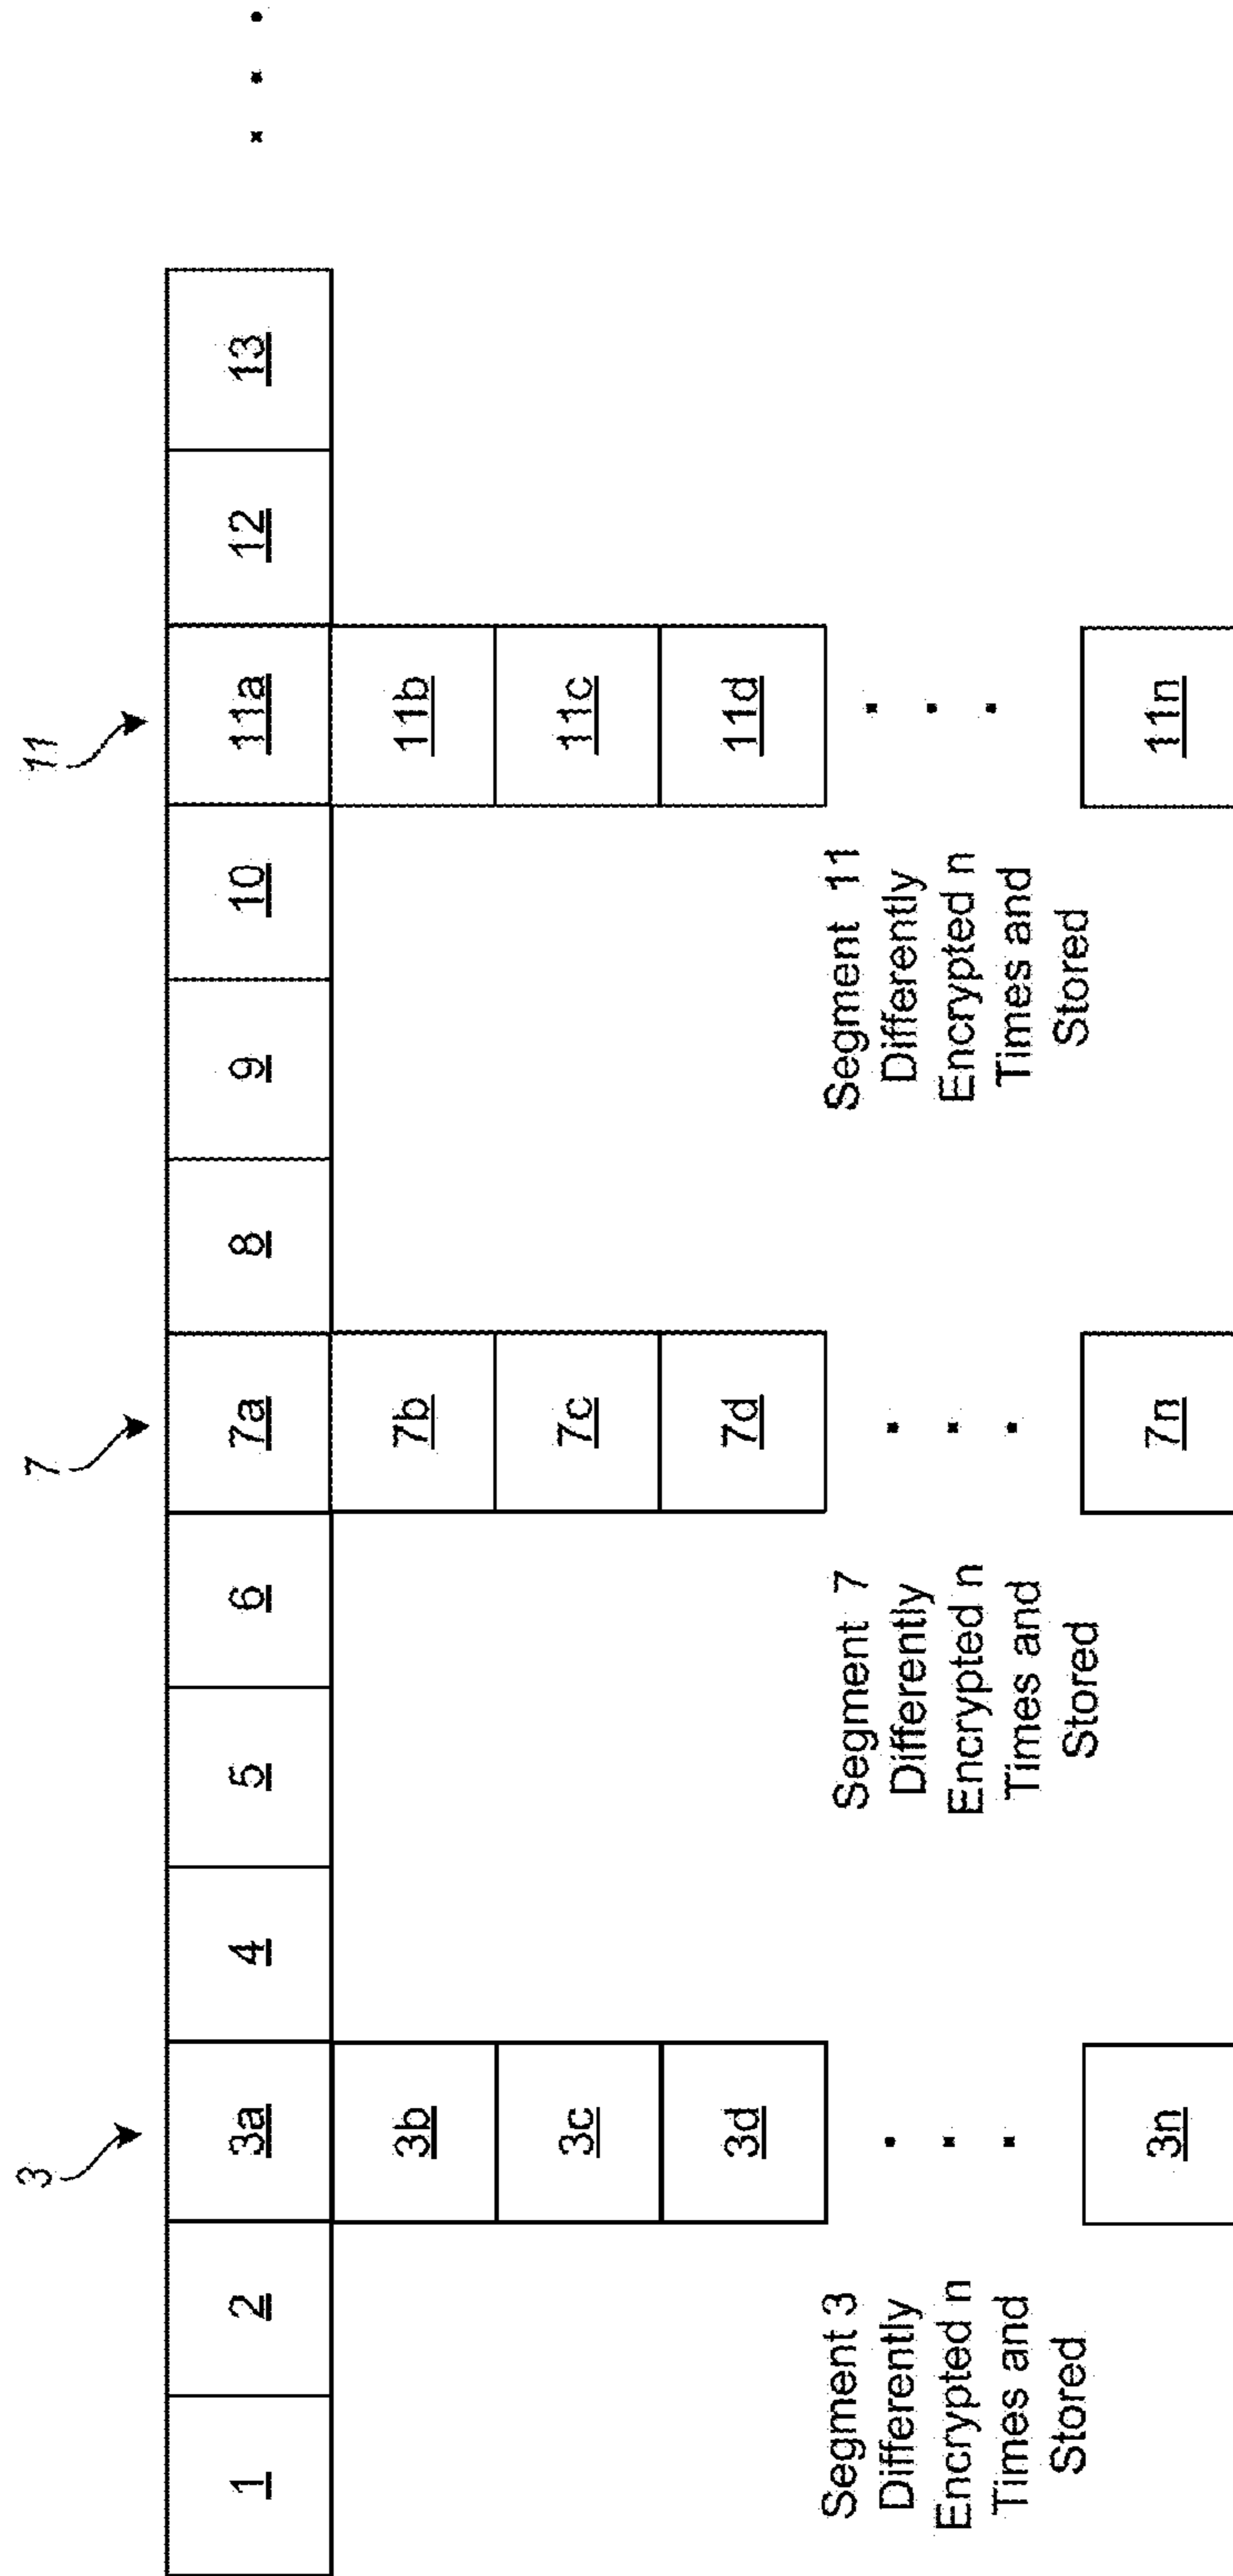 3
7
11
1 2 3a 4 5 6 7a 8 9 10 11a 12 13
3b 7b 11b
3c 7c 11c
3d 7d 11d
Segment 3
Differently
Encrypted n
Times and
Stored
Segment 7
Differently
Encrypted n
Times and
Stored
Segment 11
Differently
Encrypted n
Times and
Stored
3n 7n 11n